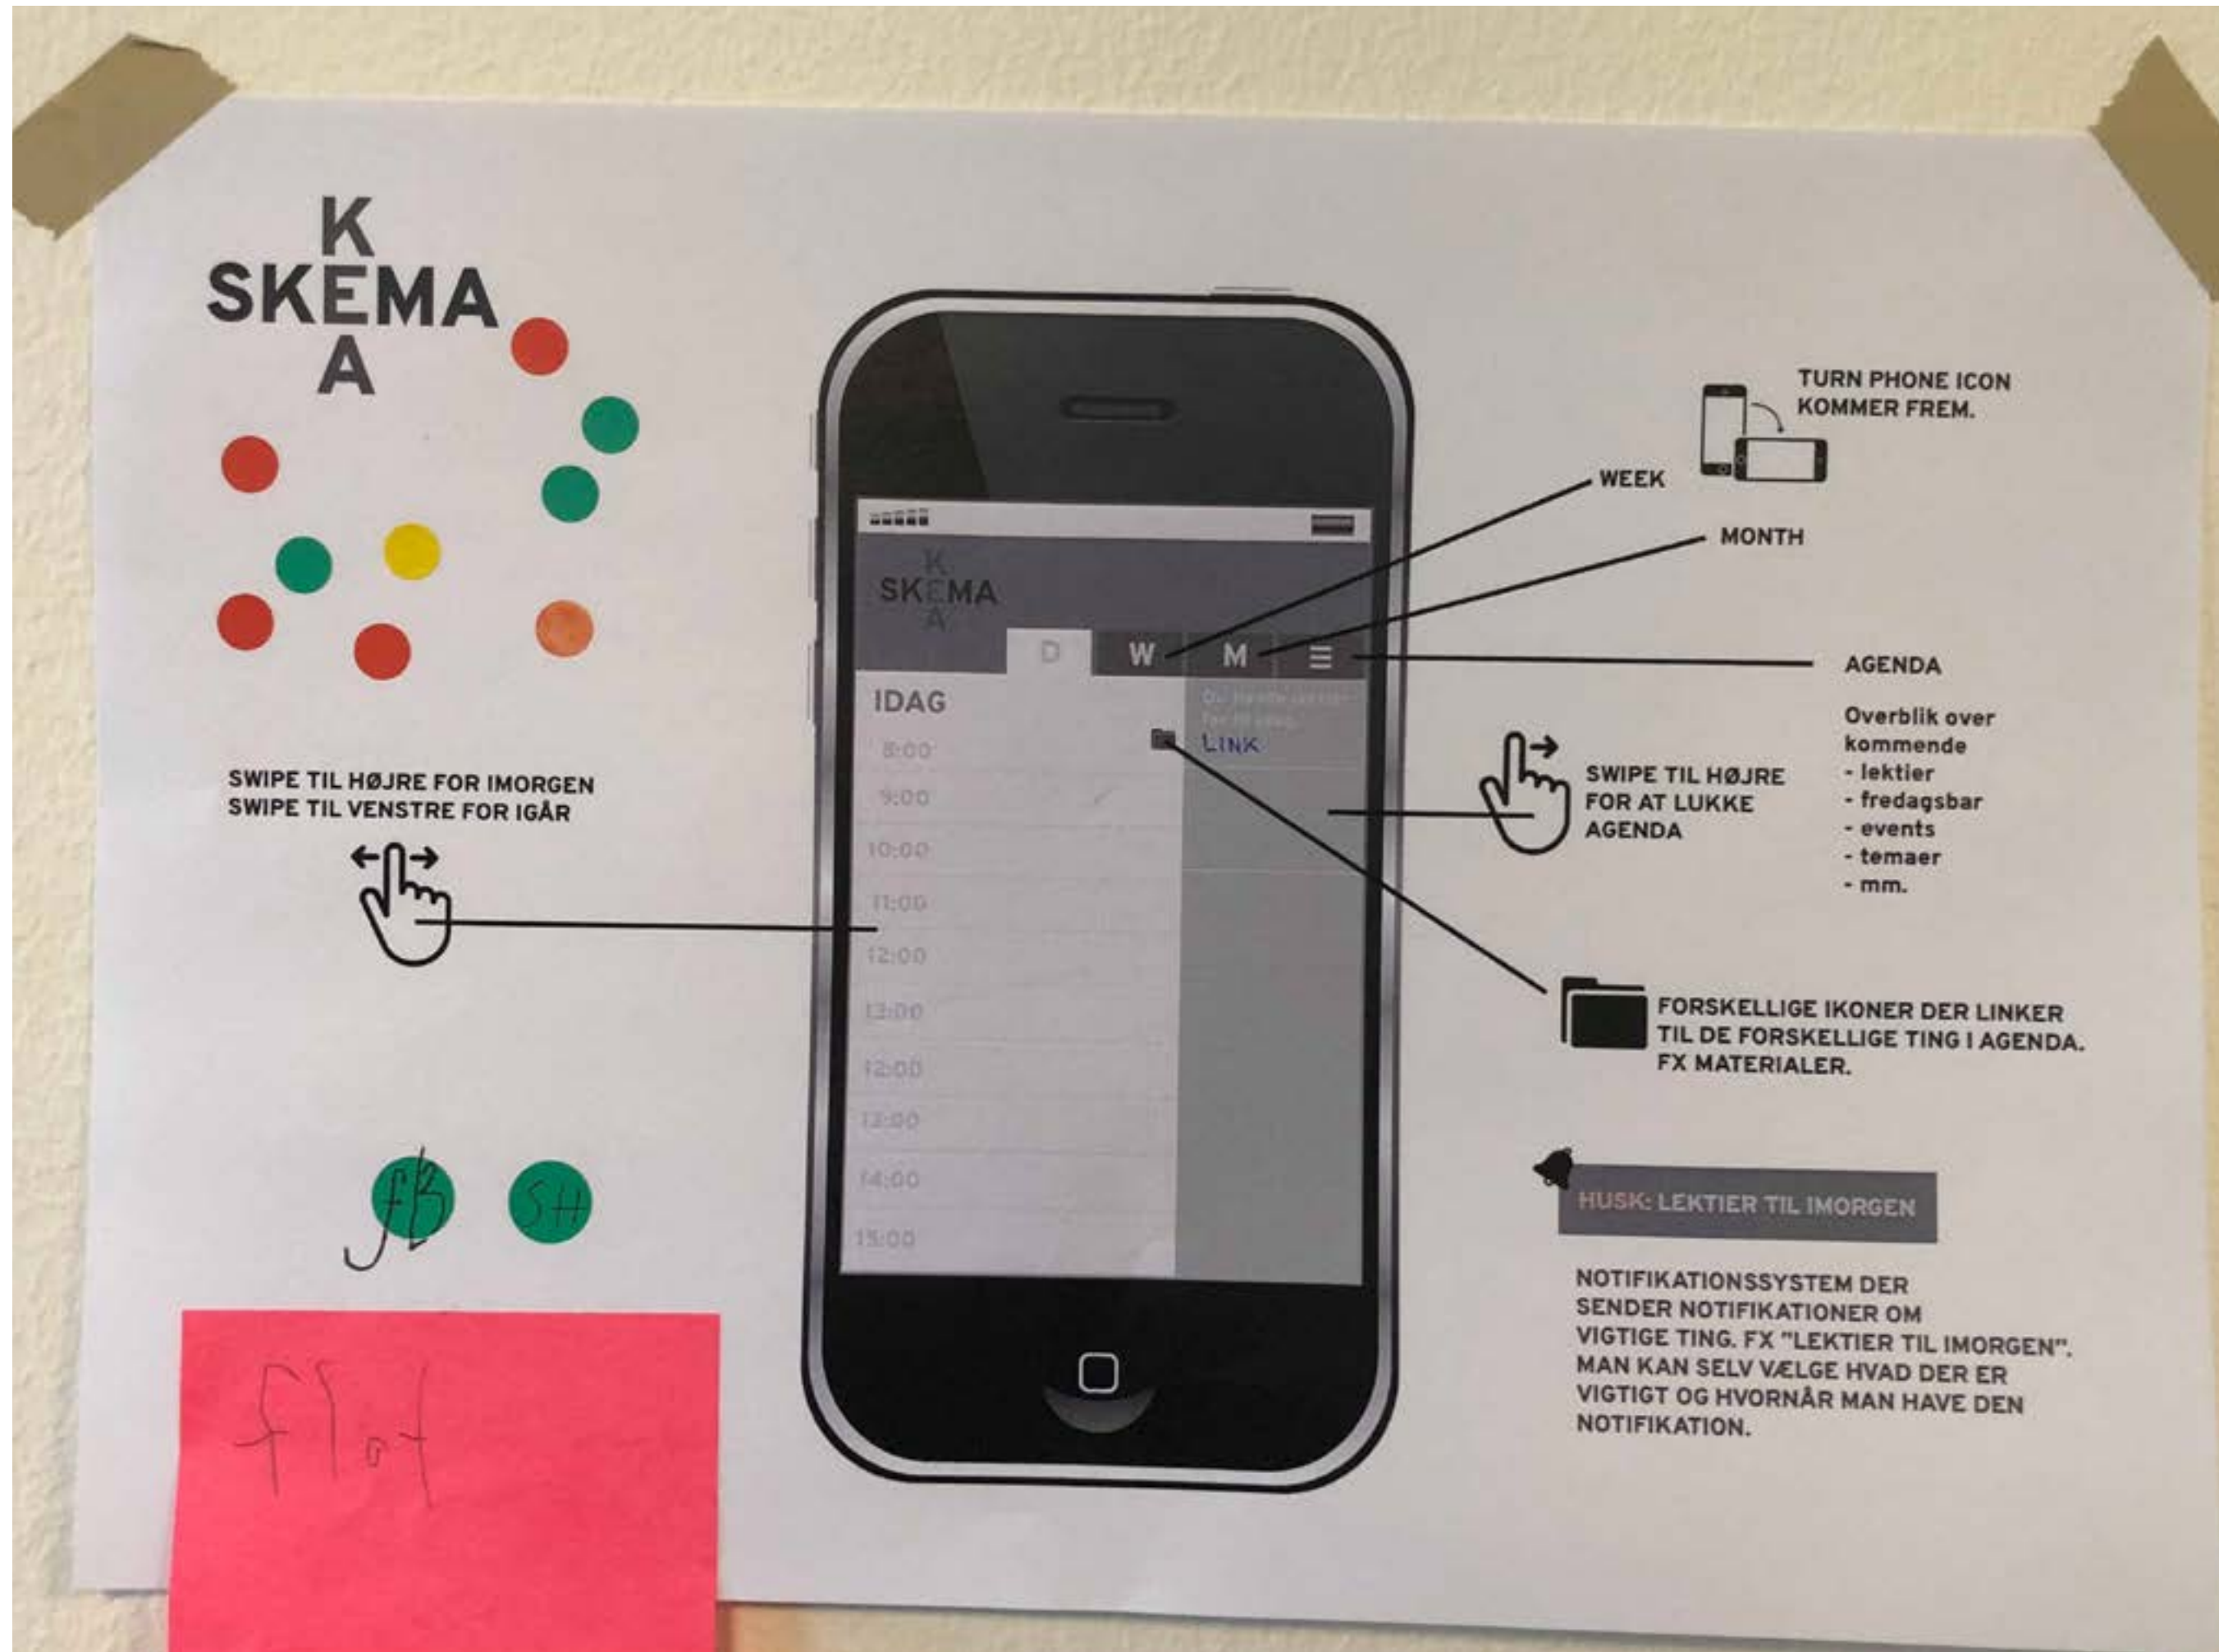 K
SKEMA
A
SWIPE TIL HØJRE FOR IMORGEN
SWIPE TIL VENSTRE FOR IGÅR
fB
SH
flot
K
SKEMA
A
D W M
IDAG
8:00
9:00
10:00
11:00
12:00
13:00
12:00
13:00
14:00
15:00
LINK
TURN PHONE ICON
KOMMER FREM.
WEEK
MONTH
AGENDA
Overblik over
kommende
- lektier
- fredagsbar
- events
- temaer
- mm.
SWIPE TIL HØJRE
FOR AT LUKKE
AGENDA
FORSKELLIGE IKONER DER LINKER
TIL DE FORSKELLIGE TING I AGENDA.
FX MATERIALER.
HUSK: LEKTIER TIL IMORGEN
NOTIFIKATIONSSYSTEM DER
SENDER NOTIFIKATIONER OM
VIGTIGE TING. FX "LEKTIER TIL IMORGEN".
MAN KAN SELV VÆLGE HVAD DER ER
VIGTIGT OG HVORNÅR MAN HAVE DEN
NOTIFIKATION.